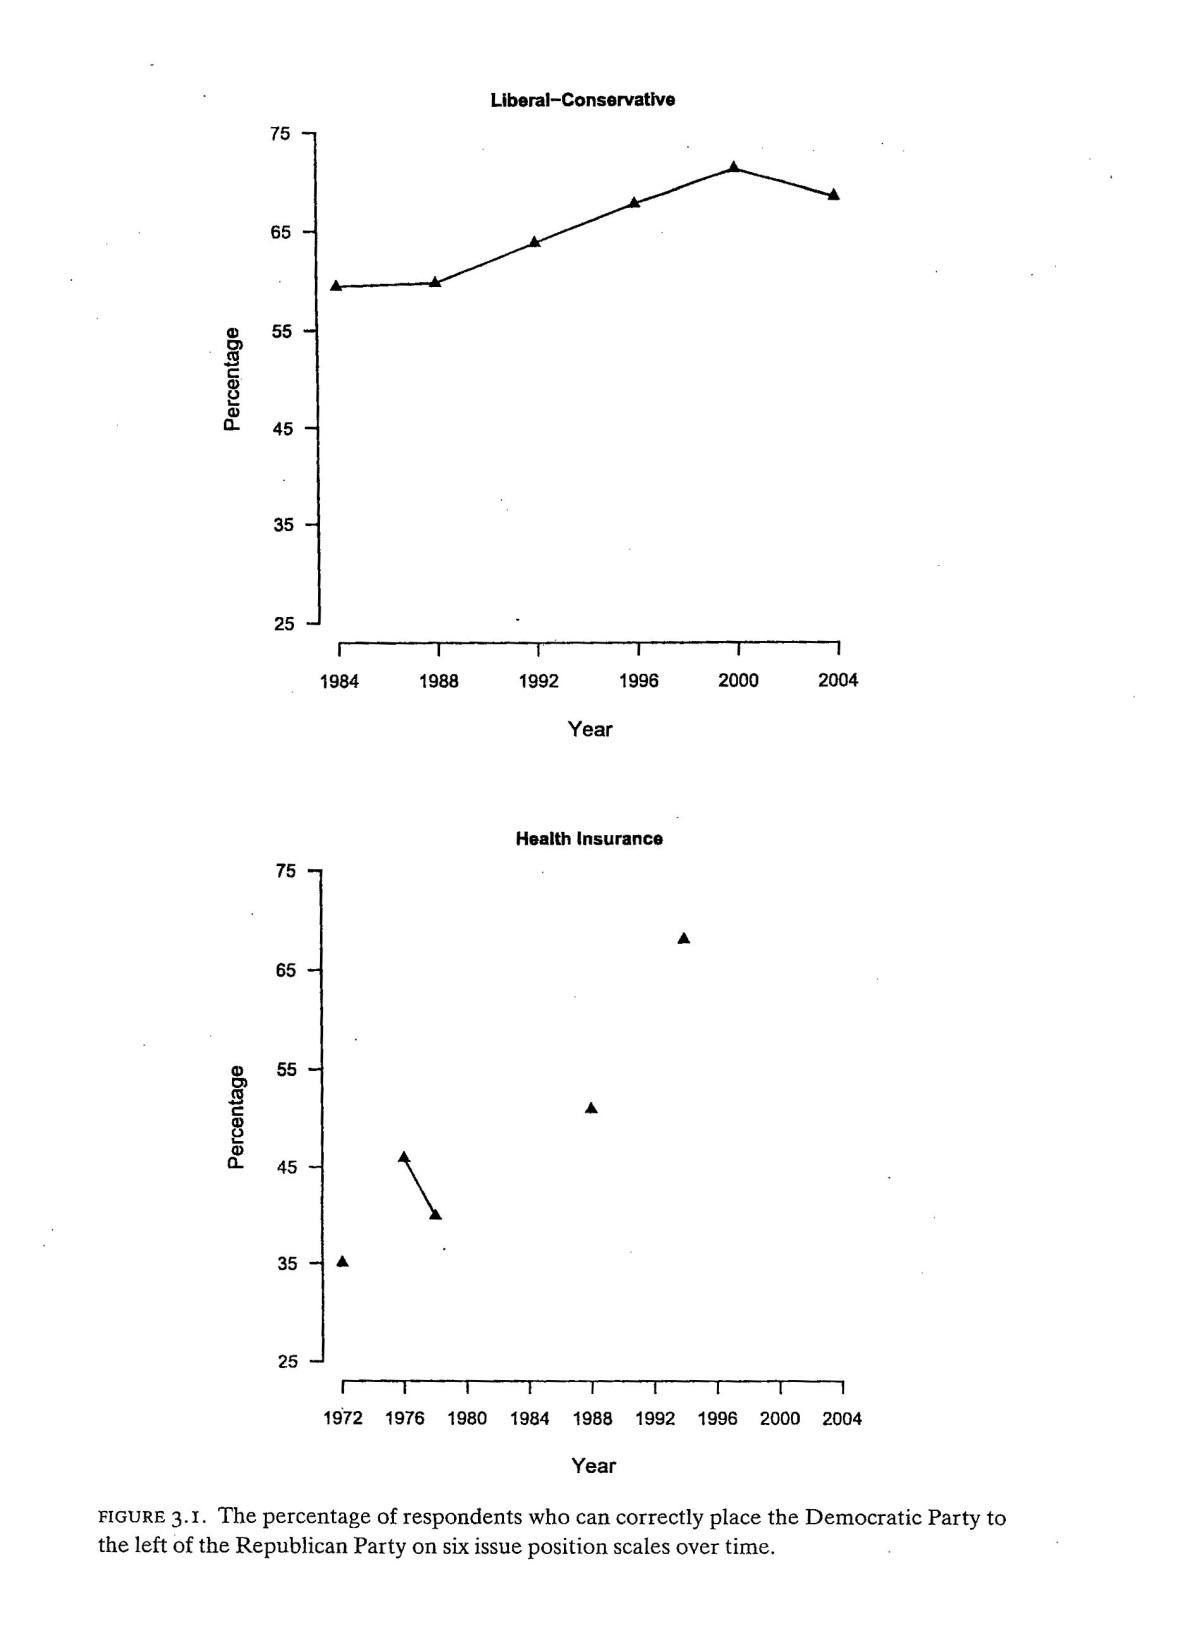 Liberal–Conservative
75
65
55
45
35
25
Percentage
1984 1988 1992 1996 2000 2004
Year
Health Insurance
75
65
55
45
35
25
Percentage
1972 1976 1980 1984 1988 1992 1996 2000 2004
Year
FIGURE 3.1. The percentage of respondents who can correctly place the Democratic Party to
the left of the Republican Party on six issue position scales over time.